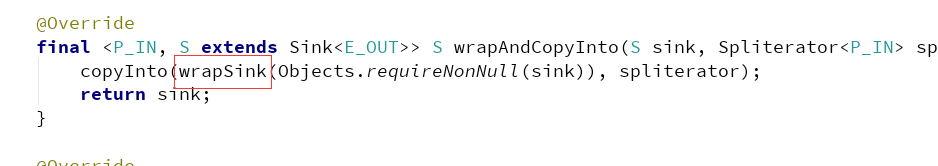 @Override
final <P_IN, S extends Sink<E_OUT>> S wrapAndCopyInto(S sink, Spliterator<P_IN> sp
copyInto(wrapSink(Objects.requireNonNull(sink)), spliterator);
return sink;
}
@Override